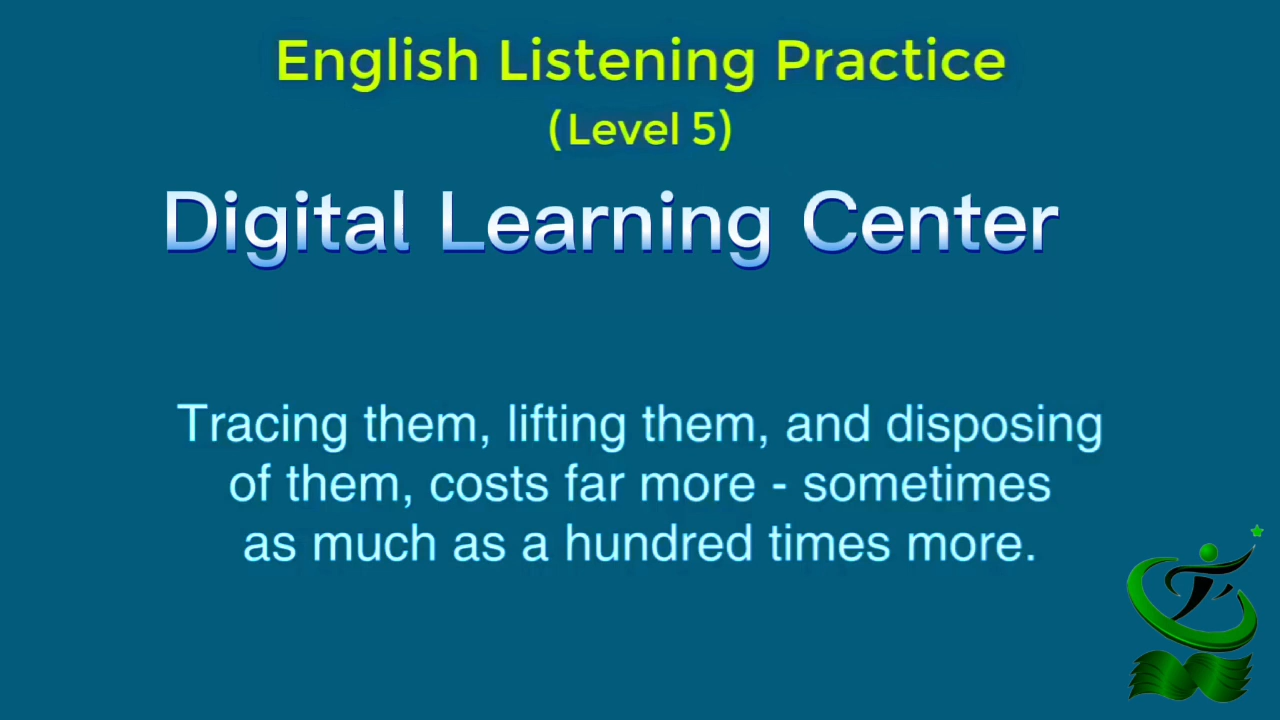 English Listening Practice
(Level 5)
Digital Learning Center
Tracing them, lifting them, and disposing
of them, costs far more - sometimes
as much as a hundred times more.